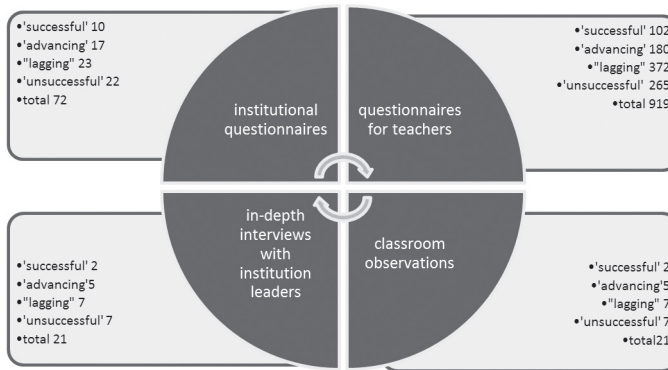 •'successful' 10
•'advancing' 17
•"lagging" 23
•'unsuccessful' 22
•total 72
institutional
questionnaires
questionnaires
for teachers
•'successful' 102
•'advancing' 180
•"lagging" 372
•'unsuccessful' 265
•total 919
•'successful' 2
•'advancing'5
•"lagging" 7
•'unsuccessful' 7
•total 21
in-depth
interviews
with
institution
leaders
classroom
observations
•'successful' 2
•'advancing'5
•"lagging" 7
•'unsuccessful' 7
•total21